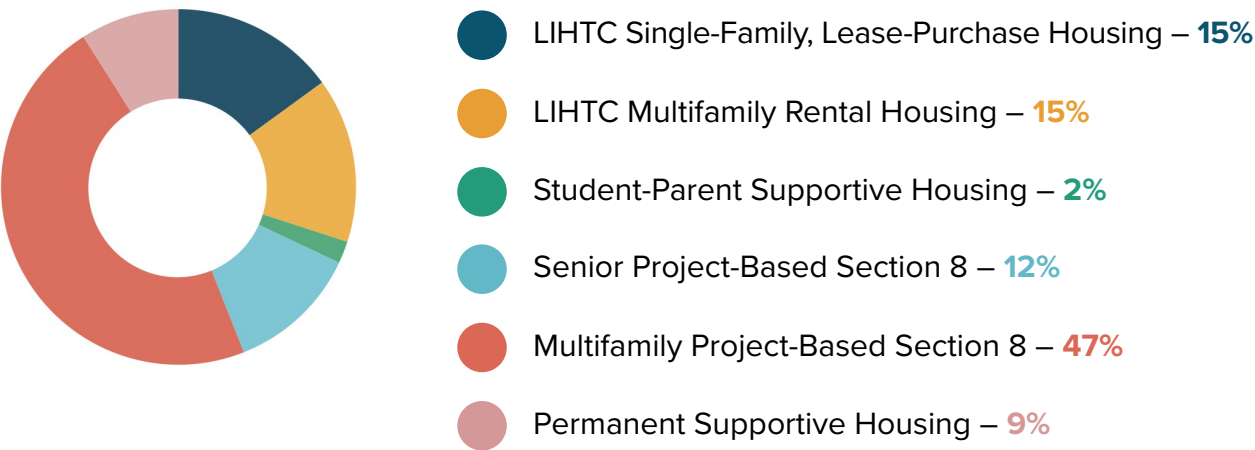 LIHTC Single-Family, Lease-Purchase Housing – 15%
LIHTC Multifamily Rental Housing – 15%
Student-Parent Supportive Housing – 2%
Senior Project-Based Section 8 – 12%
Multifamily Project-Based Section 8 – 47%
Permanent Supportive Housing – 9%